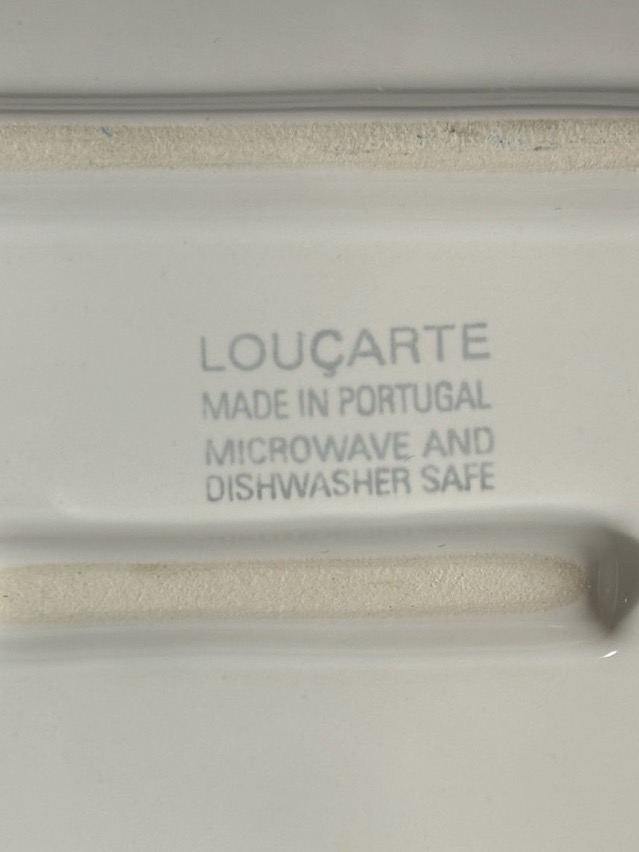 LOUÇARTE
MADE IN PORTUGAL
MICROWAVE AND
DISHWASHER SAFE